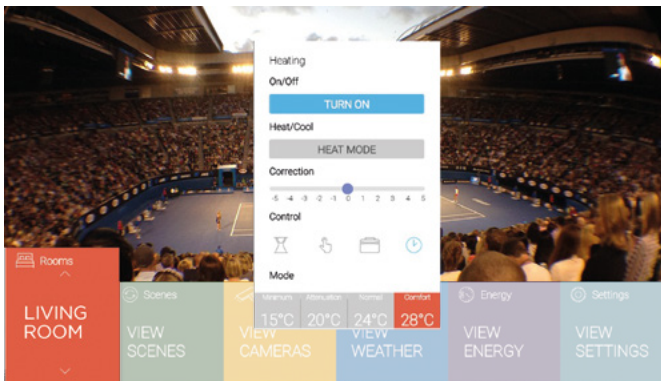 Heating
On/Off
TURN ON
Heat/Cool
HEAT MODE
Correction
-5 -4 -3 -2 -1 0 1 2 3 4 5
Control
Mode
Minimum Attenuation Normal Comfort
15°C 20°C 24°C 28°C
Rooms
LIVING
ROOM
Scenes
VIEW
SCENES
VIEW
CAMERAS
VIEW
WEATHER
Energy
VIEW
ENERGY
Settings
VIEW
SETTINGS